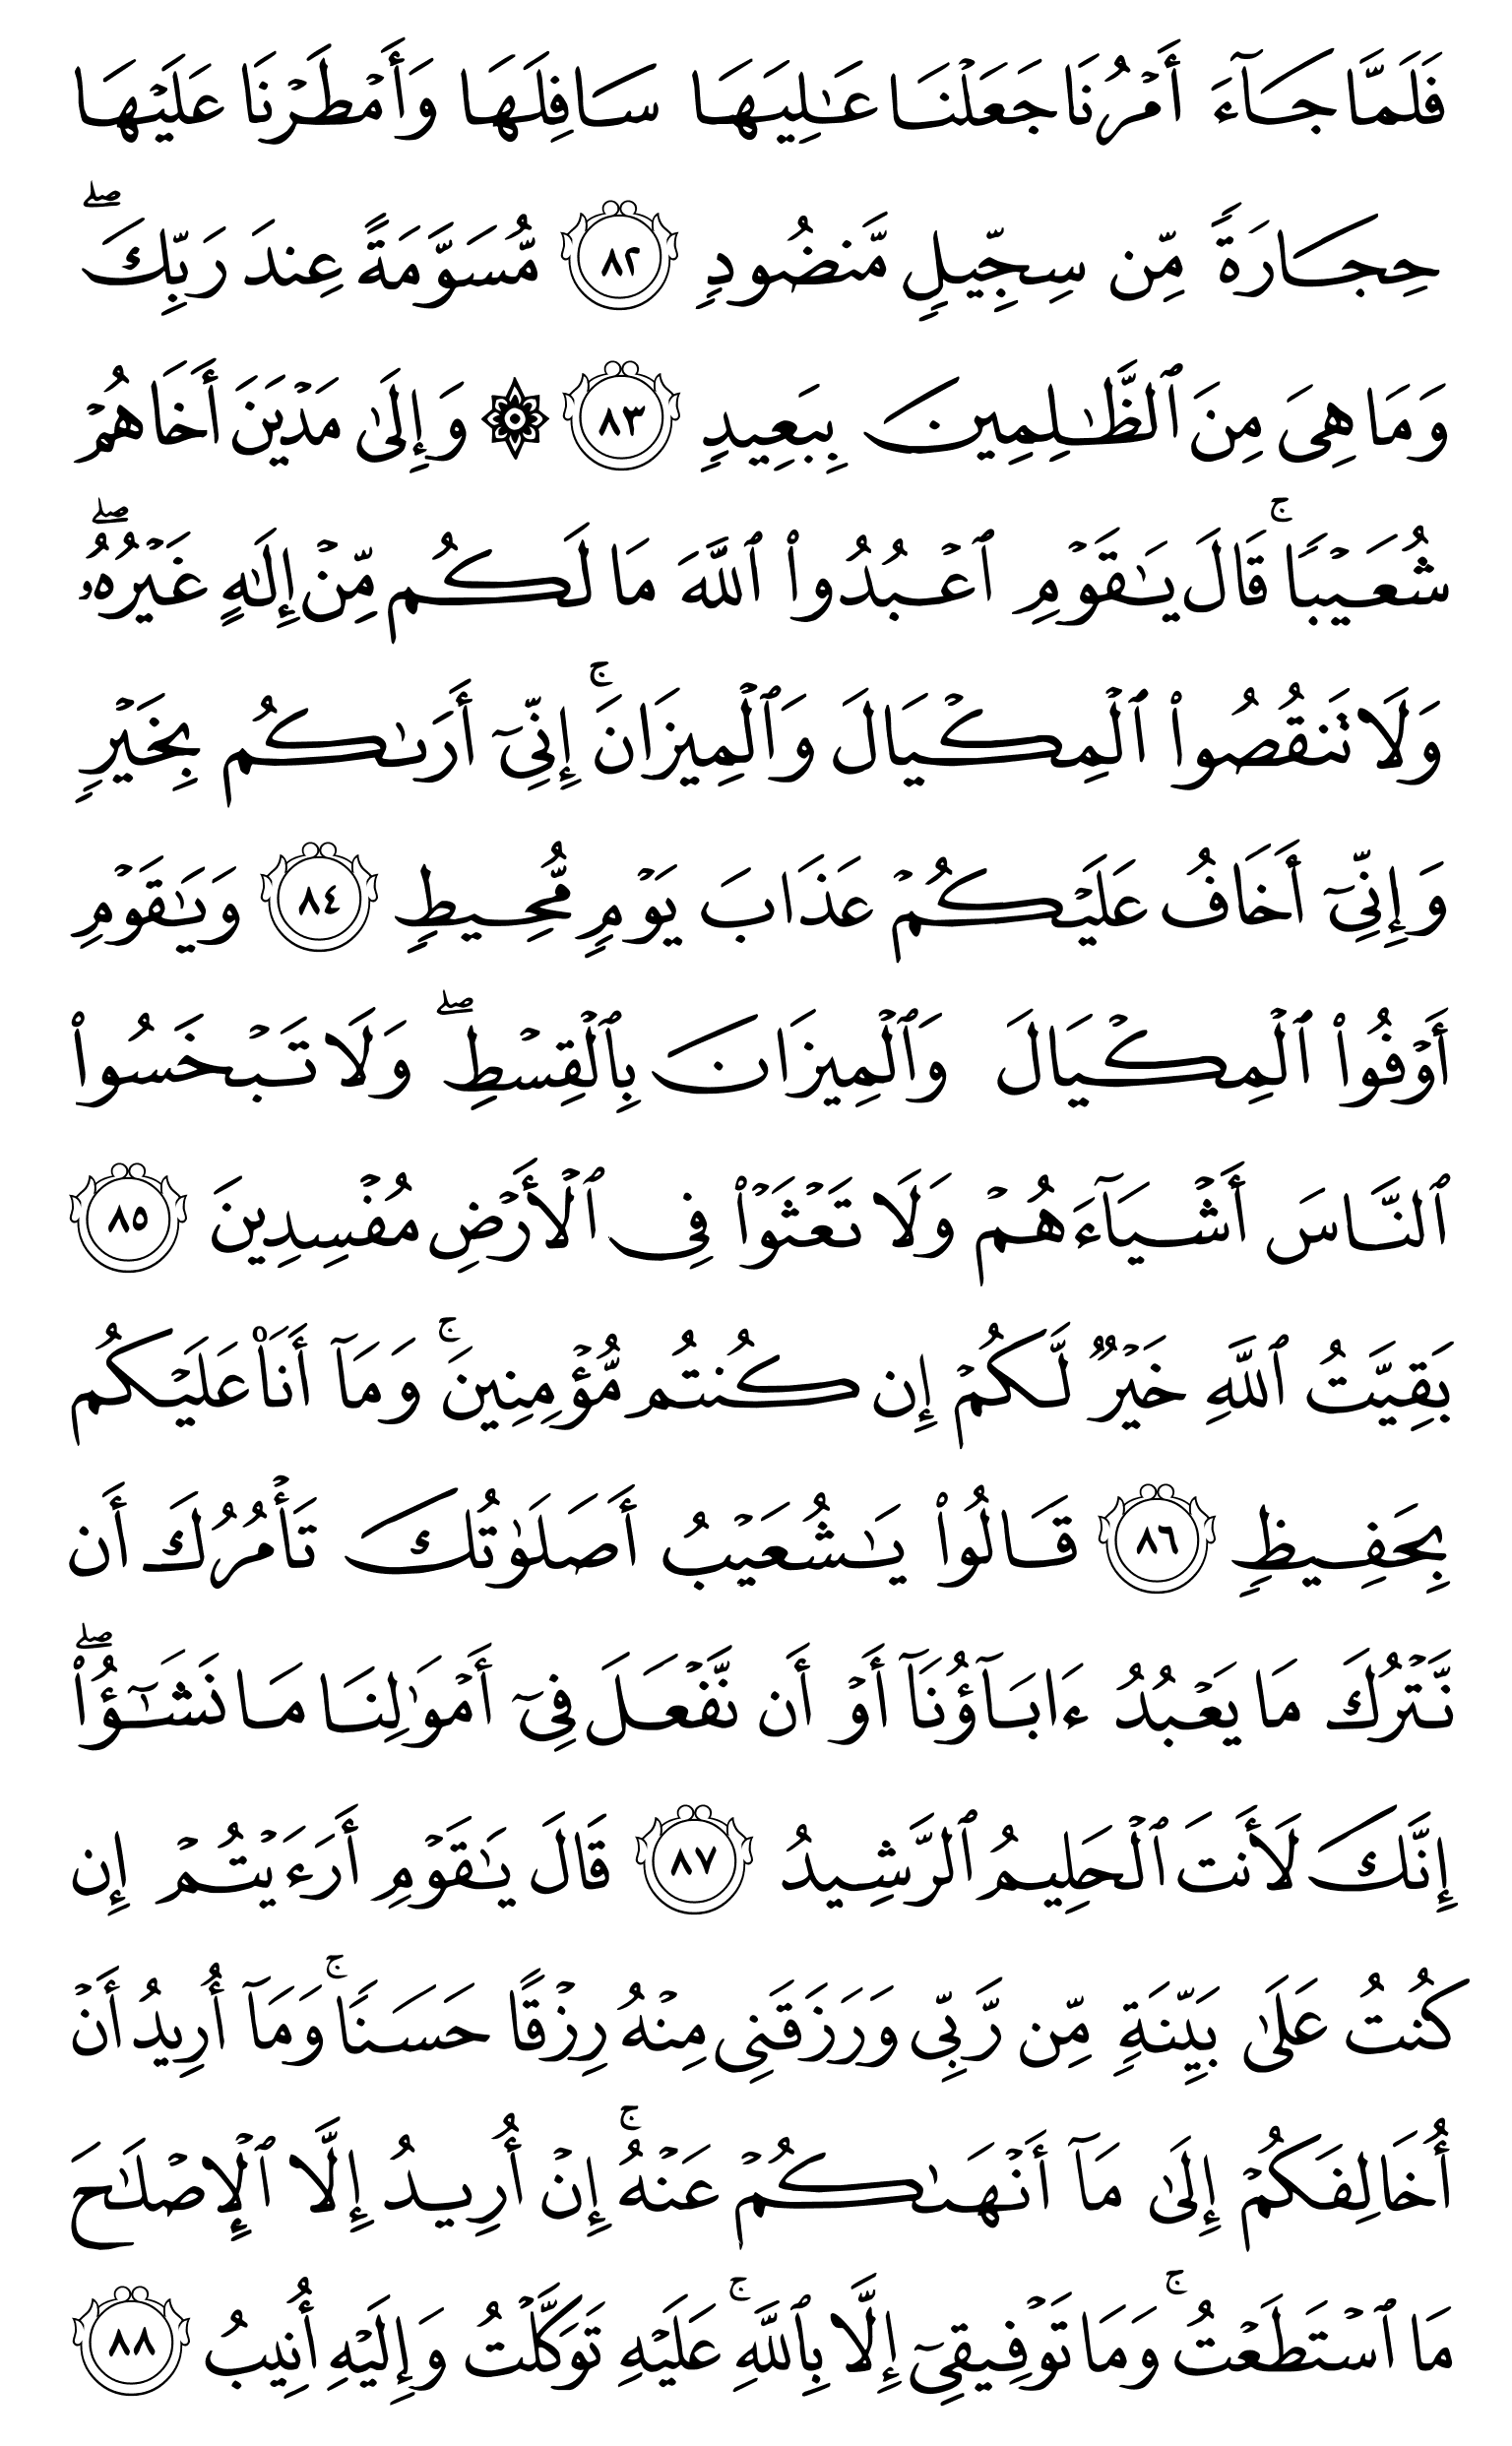 فَلَمَّا جَآءَ أَمۡرُنَا جَعَلۡنَا عَٰلِيَهَا سَافِلَهَا وَأَمۡطَرۡنَا عَلَيۡهَا
حِجَارَةٗ مِّن سِجِّيلٖ مَّنضُودٖ ٨٢ مُّسَوَّمَةً عِندَ رَبِّكَۖ
وَمَا هِيَ مِنَ ٱلظَّٰلِمِينَ بِبَعِيدٖ ٨٣ ۞ وَإِلَىٰ مَدۡيَنَ أَخَاهُمۡ
شُعَيۡبٗاۚ قَالَ يَٰقَوۡمِ ٱعۡبُدُواْ ٱللَّهَ مَا لَكُم مِّنۡ إِلَٰهٍ غَيۡرُهُۥۖ
وَلَا تَنقُصُواْ ٱلۡمِكۡيَالَ وَٱلۡمِيزَانَۚ إِنِّيٓ أَرَىٰكُم بِخَيۡرٖ
وَإِنِّيٓ أَخَافُ عَلَيۡكُمۡ عَذَابَ يَوۡمٖ مُّحِيطٖ ٨٤ وَيَٰقَوۡمِ
أَوۡفُواْ ٱلۡمِكۡيَالَ وَٱلۡمِيزَانَ بِٱلۡقِسۡطِۖ وَلَا تَبۡخَسُواْ
ٱلنَّاسَ أَشۡيَآءَهُمۡ وَلَا تَعۡثَوۡاْ فِي ٱلۡأَرۡضِ مُفۡسِدِينَ ٨٥
بَقِيَّتُ ٱللَّهِ خَيۡرٞ لَّكُمۡ إِن كُنتُم مُّؤۡمِنِينَۚ وَمَآ أَنَا۠ عَلَيۡكُم
بِحَفِيظٖ ٨٦ قَالُواْ يَٰشُعَيۡبُ أَصَلَوٰتُكَ تَأۡمُرُكَ أَن
نَّتۡرُكَ مَا يَعۡبُدُ ءَابَآؤُنَآ أَوۡ أَن نَّفۡعَلَ فِيٓ أَمۡوَٰلِنَا مَا نَشَٰٓؤُاْۖ
إِنَّكَ لَأَنتَ ٱلۡحَلِيمُ ٱلرَّشِيدُ ٨٧ قَالَ يَٰقَوۡمِ أَرَءَيۡتُمۡ إِن
كُنتُ عَلَىٰ بَيِّنَةٖ مِّن رَّبِّي وَرَزَقَنِي مِنۡهُ رِزۡقًا حَسَنٗاۚ وَمَآ أُرِيدُ أَنۡ
أُخَالِفَكُمۡ إِلَىٰ مَآ أَنۡهَىٰكُمۡ عَنۡهُۚ إِنۡ أُرِيدُ إِلَّا ٱلۡإِصۡلَٰحَ
مَا ٱسۡتَطَعۡتُۚ وَمَا تَوۡفِيقِيٓ إِلَّا بِٱللَّهِۚ عَلَيۡهِ تَوَكَّلۡتُ وَإِلَيۡهِ أُنِيبُ ٨٨